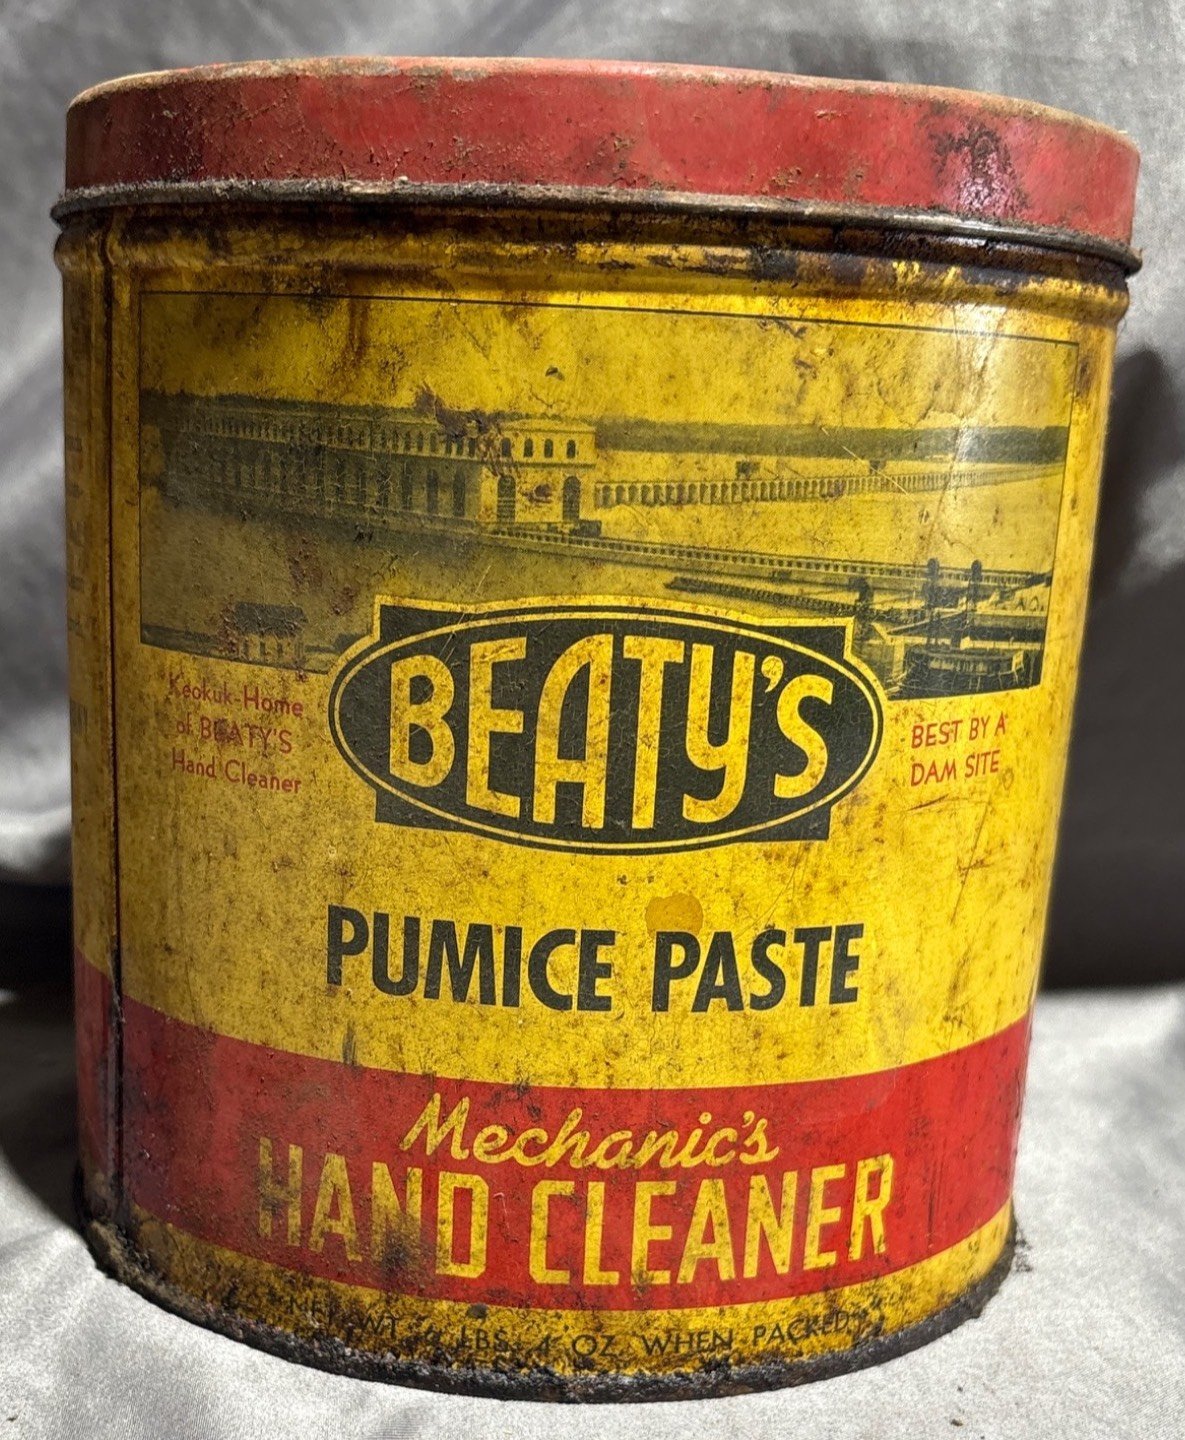 Keokuk-Home
of BEATY'S
Hand Cleaner
BEATY'S
BEST BY A
DAM SITE
PUMICE PASTE
Mechanic's
HAND CLEANER
NET WT. LBS. 4 OZ. WHEN PACKED